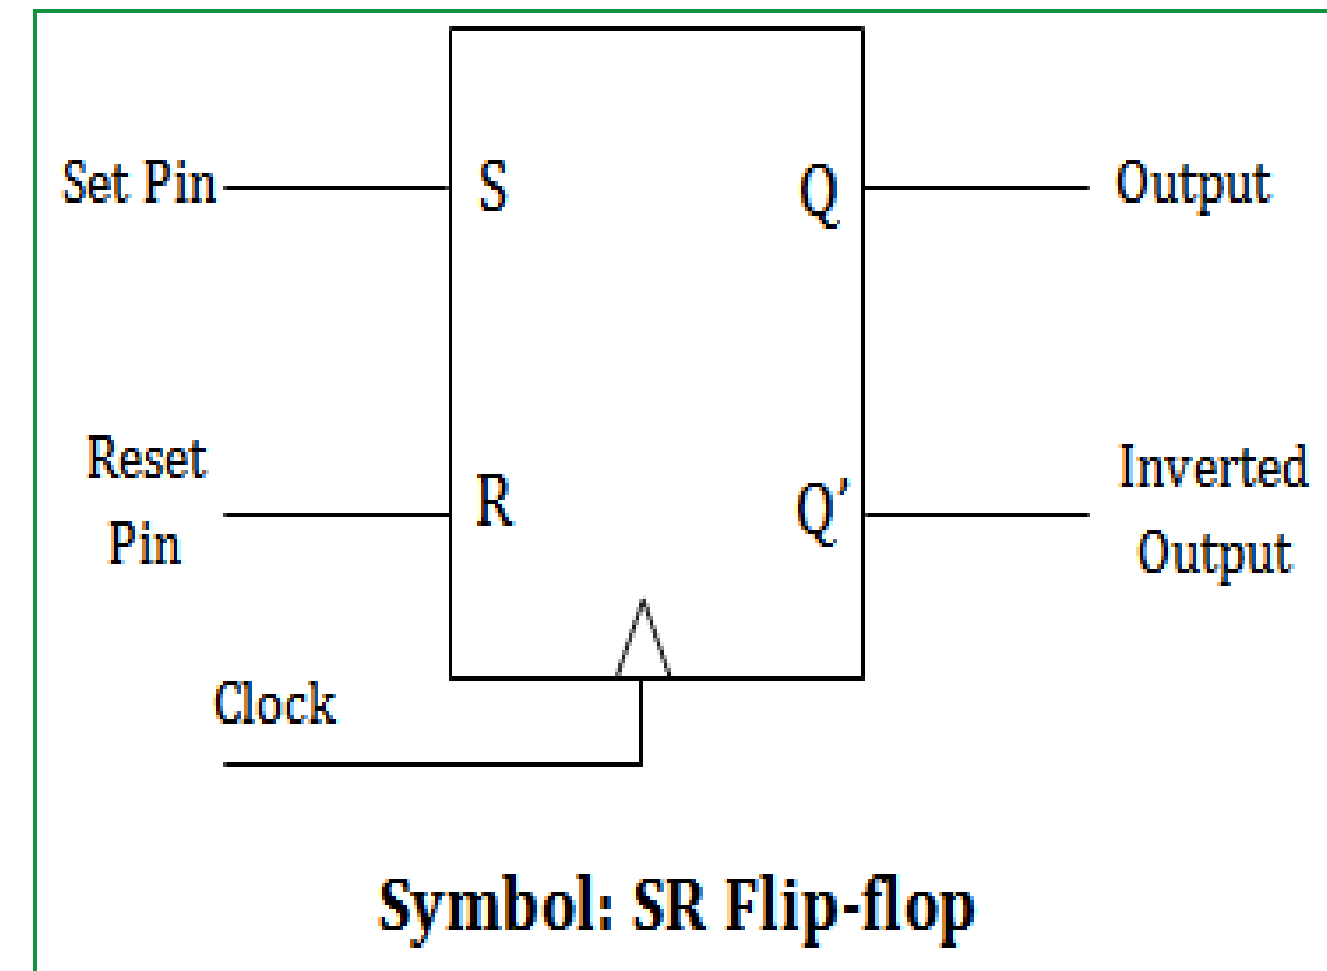 Set Pin
S
Q
Output
Reset
Pin
R
Q’
Inverted
Output
Clock
Symbol: SR Flip-flop